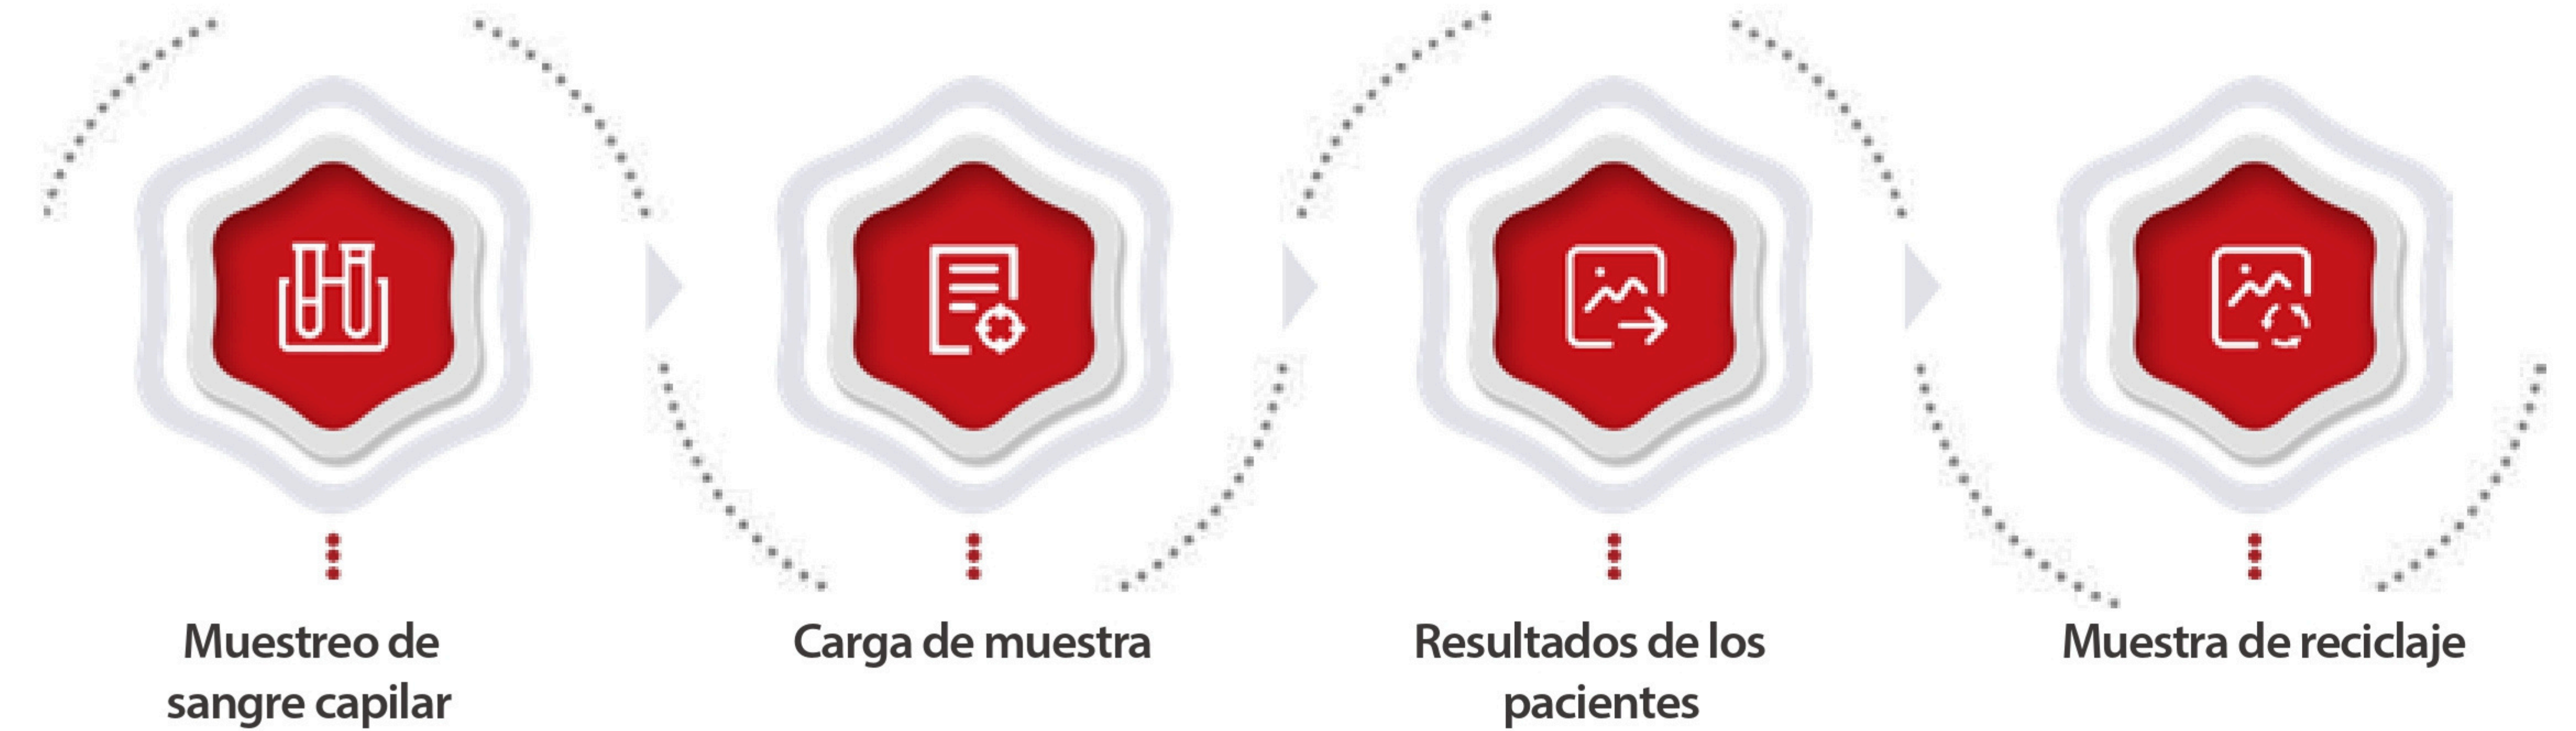 Muestreo de
sangre capilar
Carga de muestra
Resultados de los
pacientes
Muestra de reciclaje